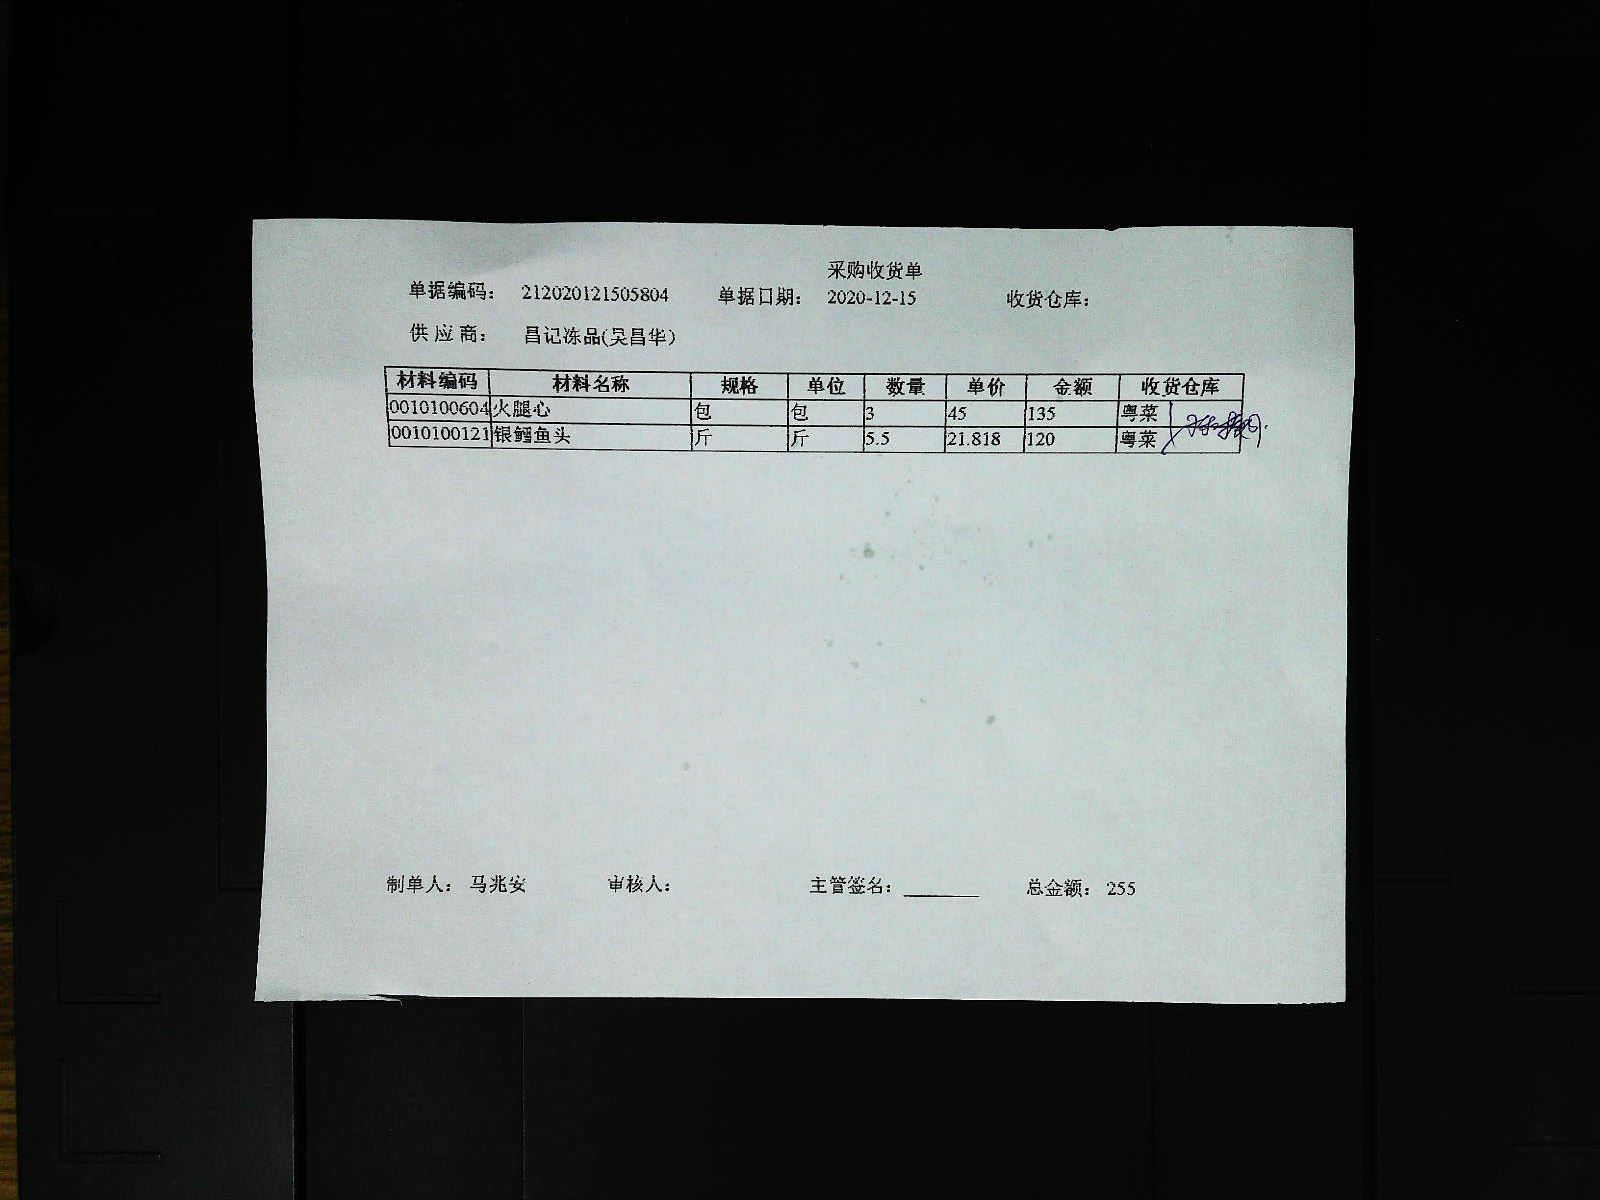 采购收货单
单据编码： 212020121505804 单据日期： 2020-12-15 收货仓库：
供 应 商： 昌记冻品(吴昌华)
材料编码 材料名称 规格 单位 数量 单价 金额 收货仓库
0010100604 火腿心 包 包 3 45 135 粤菜
0010100121 银鳕鱼头 斤 斤 5.5 21.818 120 粤菜
制单人： 马兆安 审核人： 主管签名： 总金额： 255